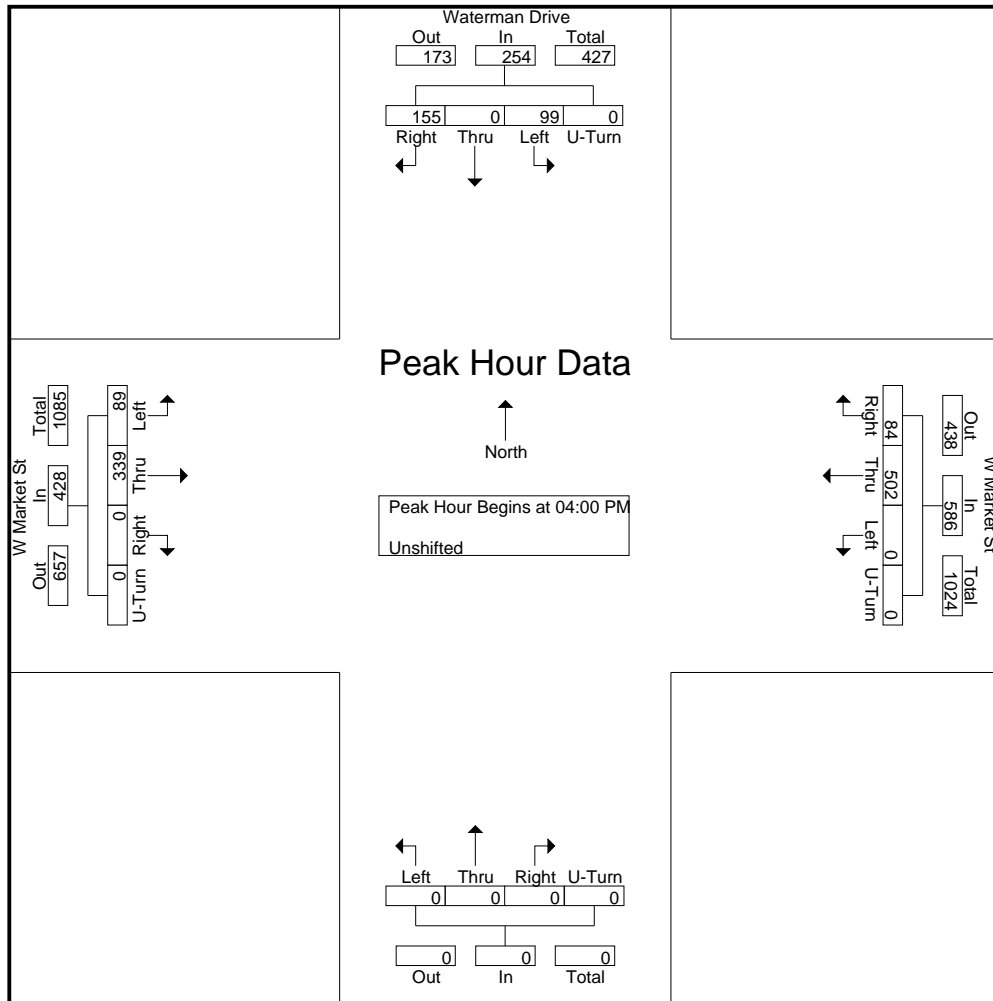 Waterman Drive
Out In Total
173 254 427
155 0 99 0
Right Thru Left U-Turn
Peak Hour Data
North
Peak Hour Begins at 04:00 PM
Unshifted
W Market St
Out In Total
657 428 1085
Left Thru Right U-Turn
89 339 0 0
W Market St
Out In Total
438 586 1024
Right Thru Left U-Turn
84 502 0 0
Left Thru Right U-Turn
0 0 0 0
0 0 0
Out In Total